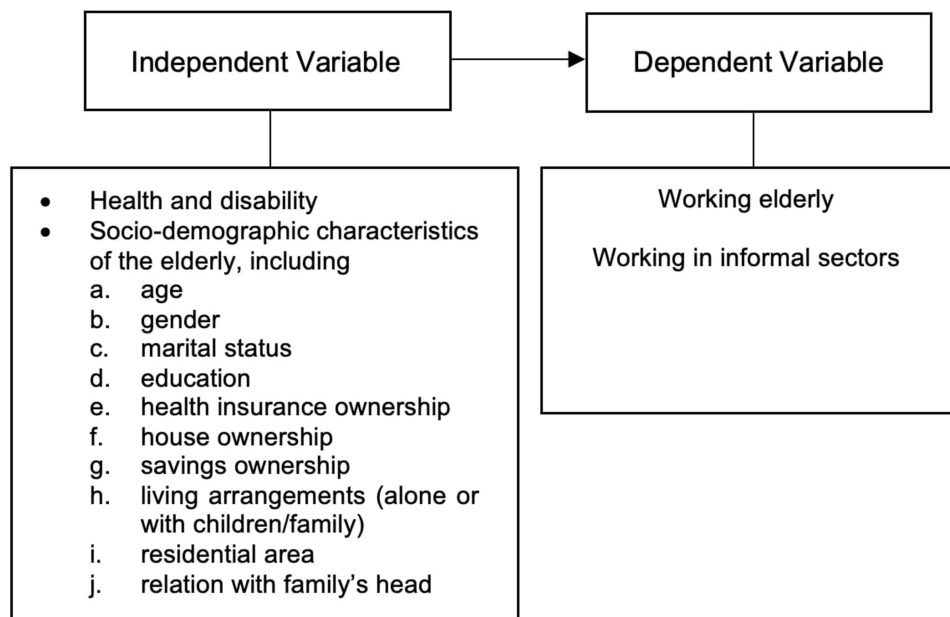 Independent Variable
Dependent Variable
• Health and disability
• Socio-demographic characteristics
of the elderly, including
a. age
b. gender
c. marital status
d. education
e. health insurance ownership
f. house ownership
g. savings ownership
h. living arrangements (alone or
with children/family)
i. residential area
j. relation with family's head
Working elderly
Working in informal sectors